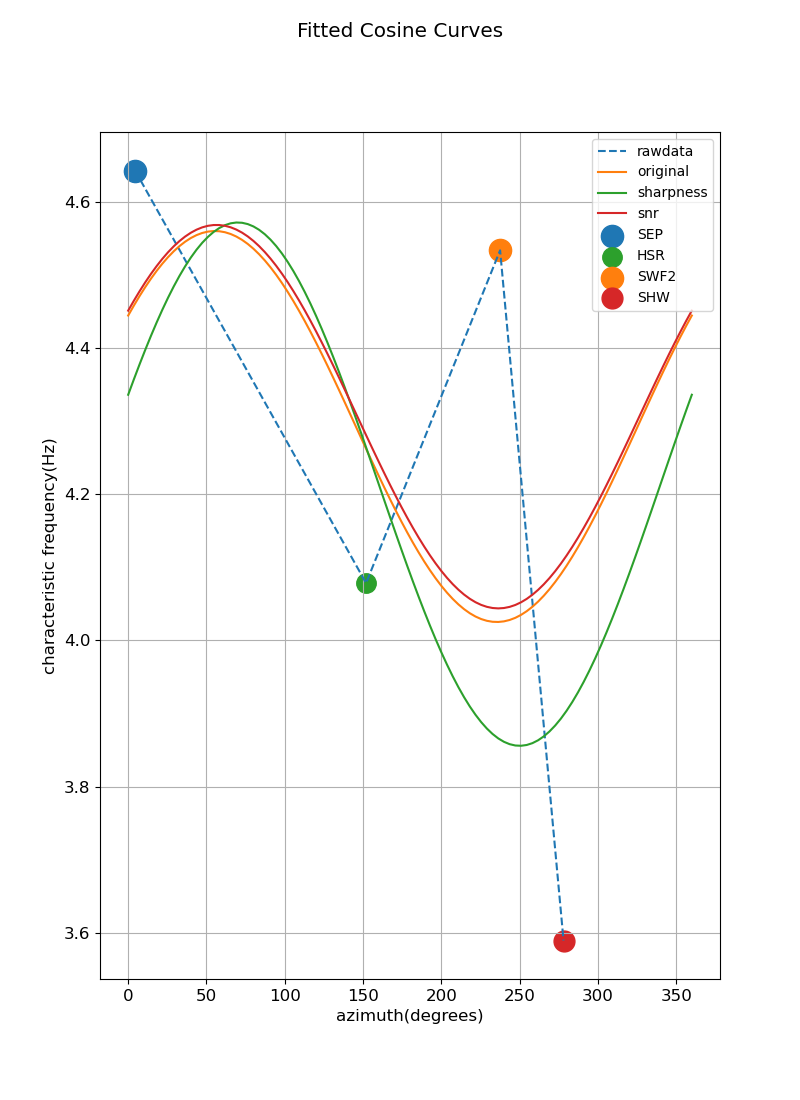 Fitted Cosine Curves
rawdata
original
sharpness
snr
SEP
HSR
SWF2
SHW
4.6
4.4
4.2
4.0
3.8
3.6
characteristic frequency(Hz)
0 50 100 150 200 250 300 350
azimuth(degrees)